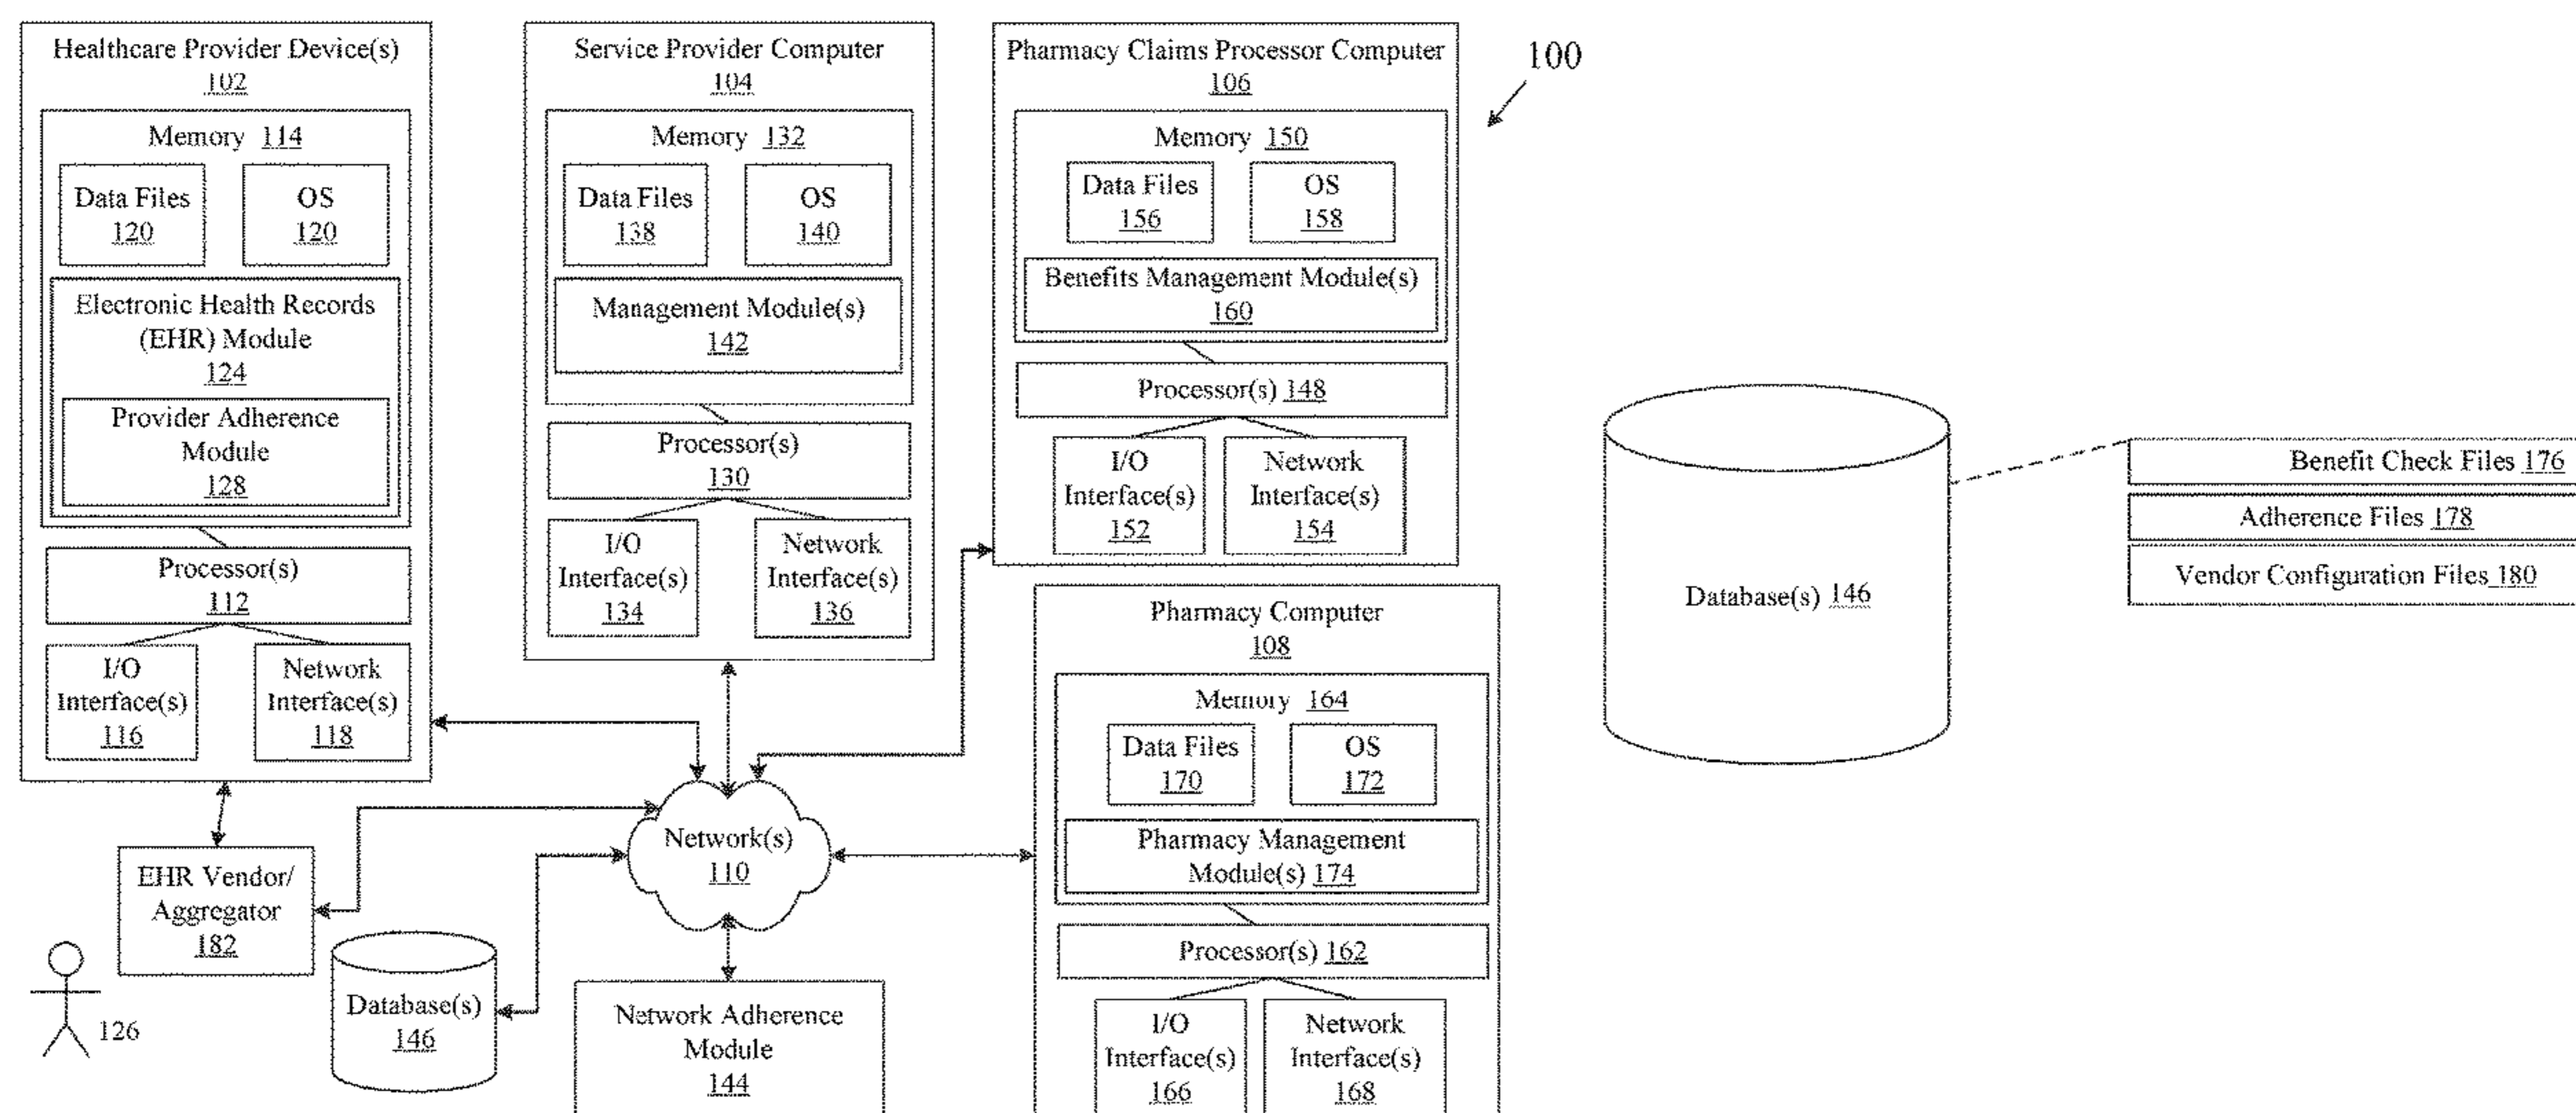 Healthcare Provider Device(s)
102
Memory 114
Data Files
120
OS
120
Electronic Health Records
(EHR) Module
124
Provider Adherence
Module
128
Processor(s)
112
I/O
Interface(s)
116
Network
Interface(s)
118
Service Provider Computer
104
Memory 132
Data Files
138
OS
140
Management Module(s)
142
Processor(s)
130
I/O
Interface(s)
134
Network
Interface(s)
136
Pharmacy Claims Processor Computer
106
Memory 150
Data Files
156
OS
158
Benefits Management Module(s)
160
Processor(s) 148
I/O
Interface(s)
152
Network
Interface(s)
154
100
Pharmacy Computer
108
Memory 164
Data Files
170
OS
172
Pharmacy Management
Module(s) 174
Processor(s) 162
I/O
Interface(s)
166
Network
Interface(s)
168
Network(s)
110
EHR Vendor/
Aggregator
182
126
Database(s)
146
Network Adherence
Module
144
Database(s) 146
Benefit Check Files 176
Adherence Files 178
Vendor Configuration Files 180